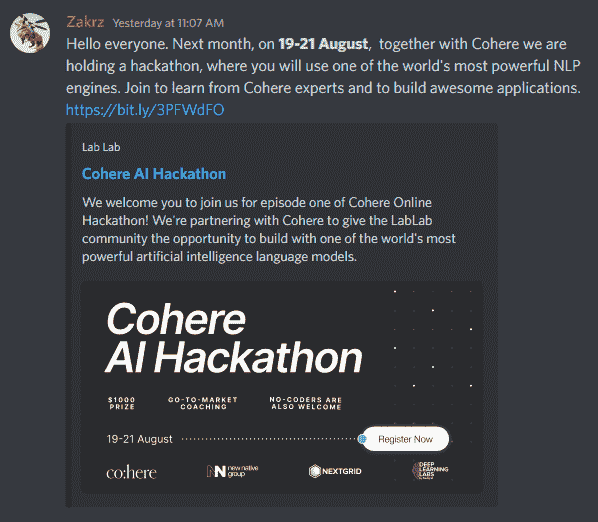 Zakrz Yesterday at 11:07 AM
Hello everyone. Next month, on 19-21 August, together with Cohere we are
holding a hackathon, where you will use one of the world's most powerful NLP
engines. Join to learn from Cohere experts and to build awesome applications.
https://bit.ly/3PFWdFO
Lab Lab
Cohere AI Hackathon
We welcome you to join us for episode one of Cohere Online
Hackathon! We're partnering with Cohere to give the LabLab
community the opportunity to build with one of the world's most
powerful artificial intelligence language models.
Cohere
AI Hackathon
$1000
PRIZE
GO-TO-MARKET
COACHING
NO-CODERS ARE
ALSO WELCOME
19-21 August
Register Now
co:here
new native
group
NEXTGRID
DEEP
LEARNING
LABS